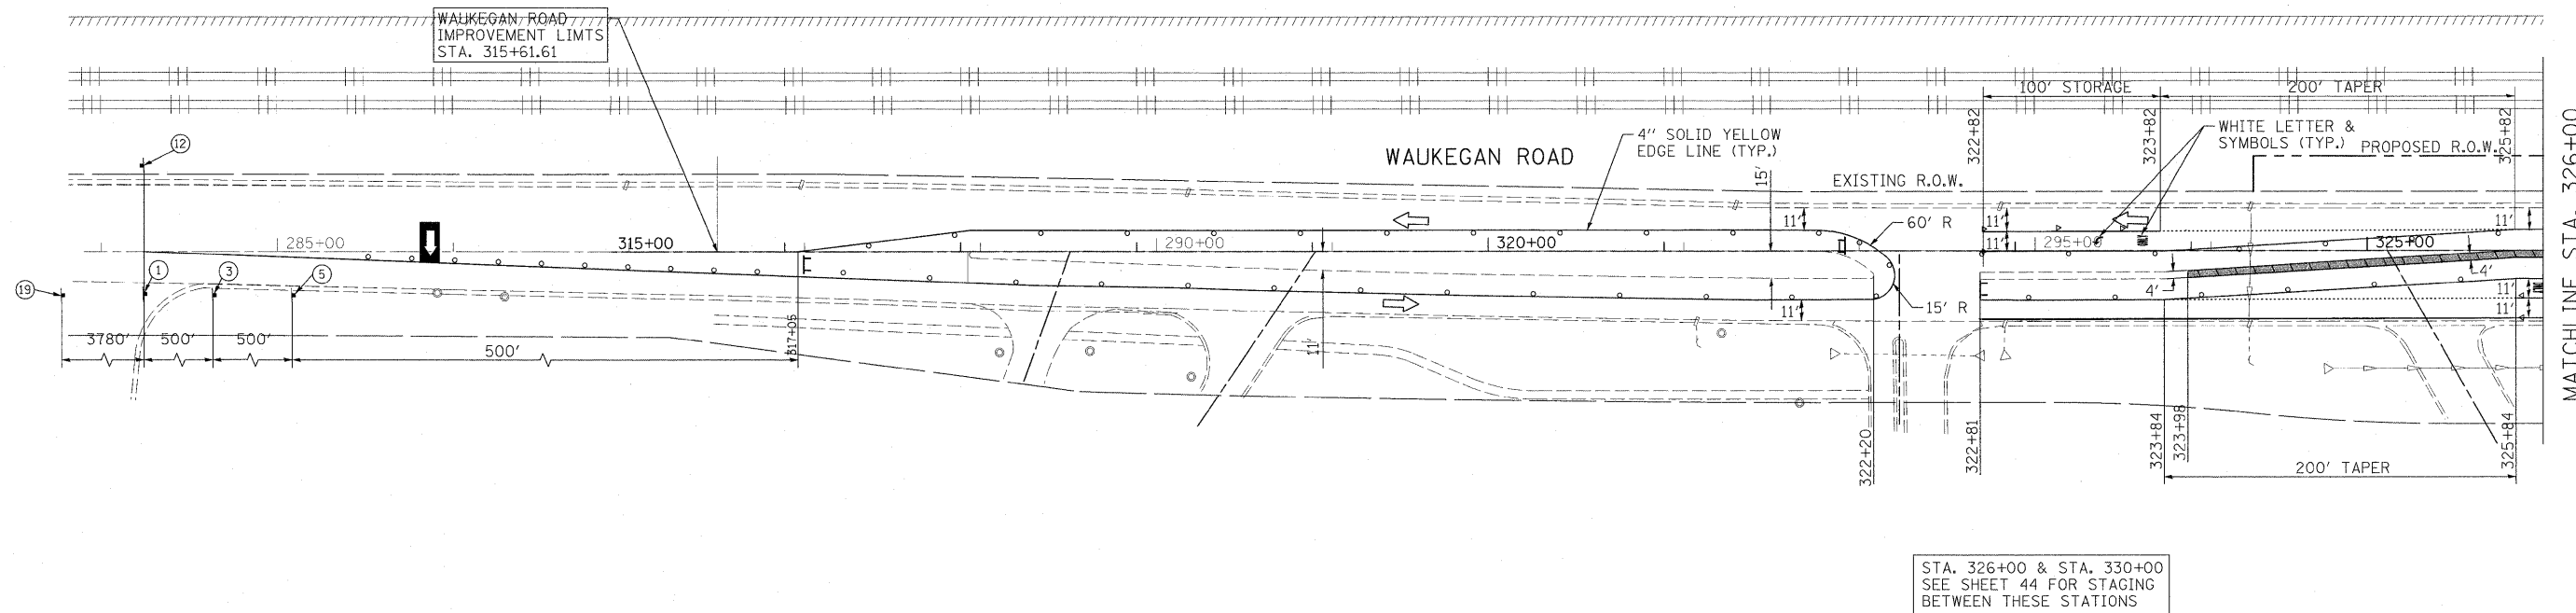 WAUKEGAN ROAD
IMPROVEMENT LIMTS
STA. 315+61.61
100' STORAGE
200' TAPER
12
4" SOLID YELLOW
EDGE LINE (TYP.)
WAUKEGAN ROAD
322+82
323+82
WHITE LETTER &
SYMBOLS (TYP.)
PROPOSED R.O.W.
325+82
MATCHLINE STA. 326+00
15'
EXISTING R.O.W.
11'
60' R
11'
11'
11'
285+00
315+00
290+00
320+00
295+00
325+00
19
1
3
5
4'
4'
11'
11'
15' R
11'
11'
3780'
500'
500'
500'
317+05
322+20
322+81
323+84
323+98
325+84
200' TAPER
STA. 326+00 & STA. 330+00
SEE SHEET 44 FOR STAGING
BETWEEN THESE STATIONS